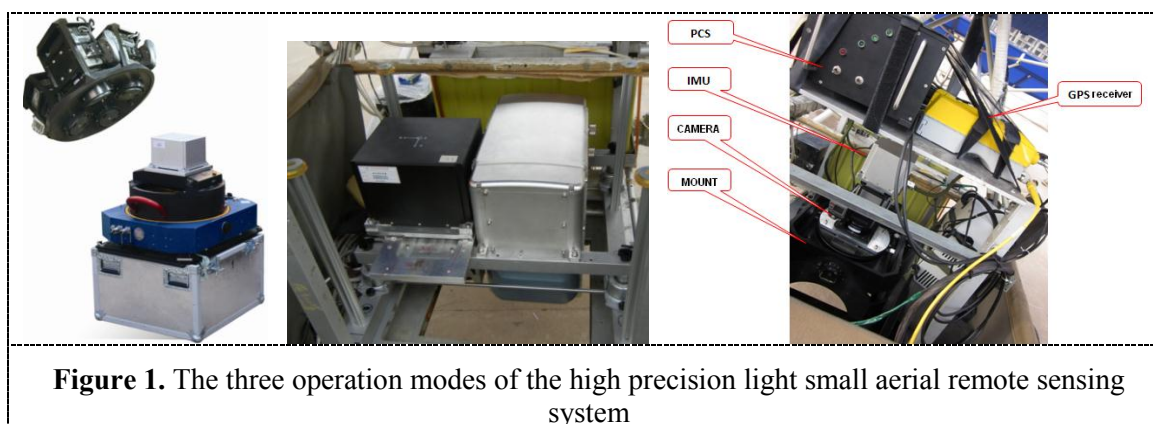 PCS
IMU
CAMERA
MOUNT
GPS receiver
Figure 1. The three operation modes of the high precision light small aerial remote sensing
system